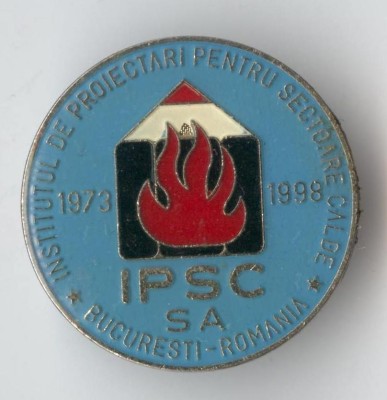 INSTITUTUL DE PROIECTARI PENTRU SECTOARE CALDE
1973 1998
IPSC
SA
★ BUCURESTI-ROMANIA ★